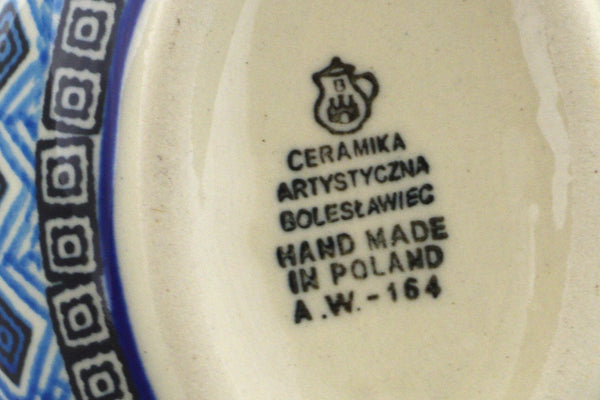 CERAMIKA
ARTYSTYCZNA
BOLESŁAWIEC
HAND MADE
IN POLAND
A.W.-164